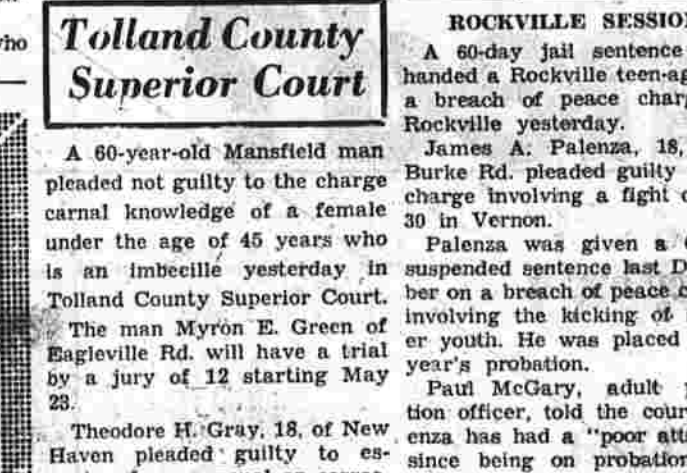 who
Tolland County
Superior Court
A 60-year-old Mansfield man
pleaded not guilty to the charge
carnal knowledge of a female
under the age of 45 years who
is an imbecille yesterday in
Tolland County Superior Court.
The man Myron E. Green of
Eagleville Rd. will have a trial
by a jury of 12 starting May
23.
Theodore H. Gray, 18, of New
Haven pleaded guilty to es-
ROCKVILLE SESSION
A 60-day jail sentence
handed a Rockville teen-ag
a breach of peace char
Rockville yesterday.
James A. Palenza, 18,
Burke Rd. pleaded guilty
charge involving a fight
30 in Vernon.
Palenza was given a
suspended sentence last D
ber on a breach of peace c
involving the kicking of
er youth. He was placed
year's probation.
Paul McGary, adult
tion officer, told the cour
enza has had a "poor atti
since being on probation